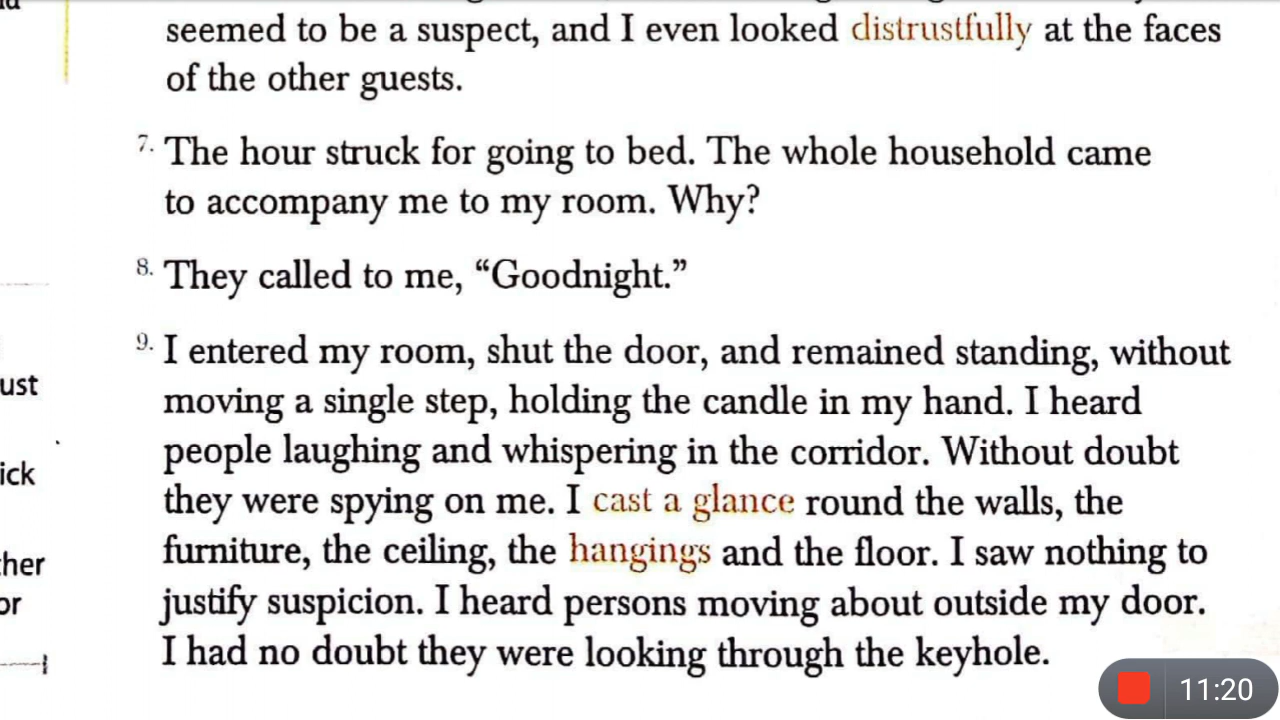 seemed to be a suspect, and I even looked distrustfully at the faces
of the other guests.
7. The hour struck for going to bed. The whole household came
to accompany me to my room. Why?
8. They called to me, “Goodnight.”
9. I entered my room, shut the door, and remained standing, without
moving a single step, holding the candle in my hand. I heard
people laughing and whispering in the corridor. Without doubt
they were spying on me. I cast a glance round the walls, the
furniture, the ceiling, the hangings and the floor. I saw nothing to
justify suspicion. I heard persons moving about outside my door.
I had no doubt they were looking through the keyhole.
ust
ick
her
or
11:20